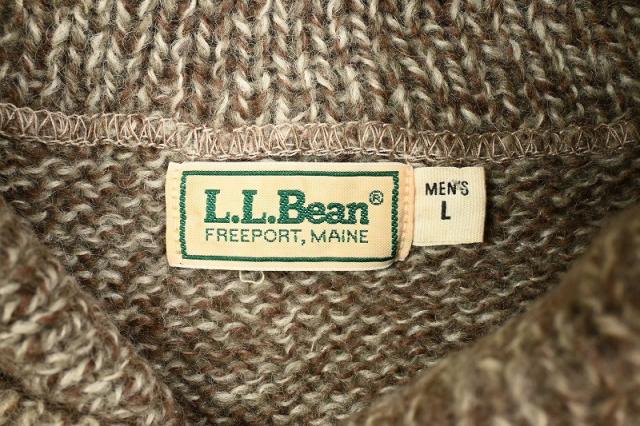 L.L.Bean®
FREEPORT, MAINE
MEN'S
L